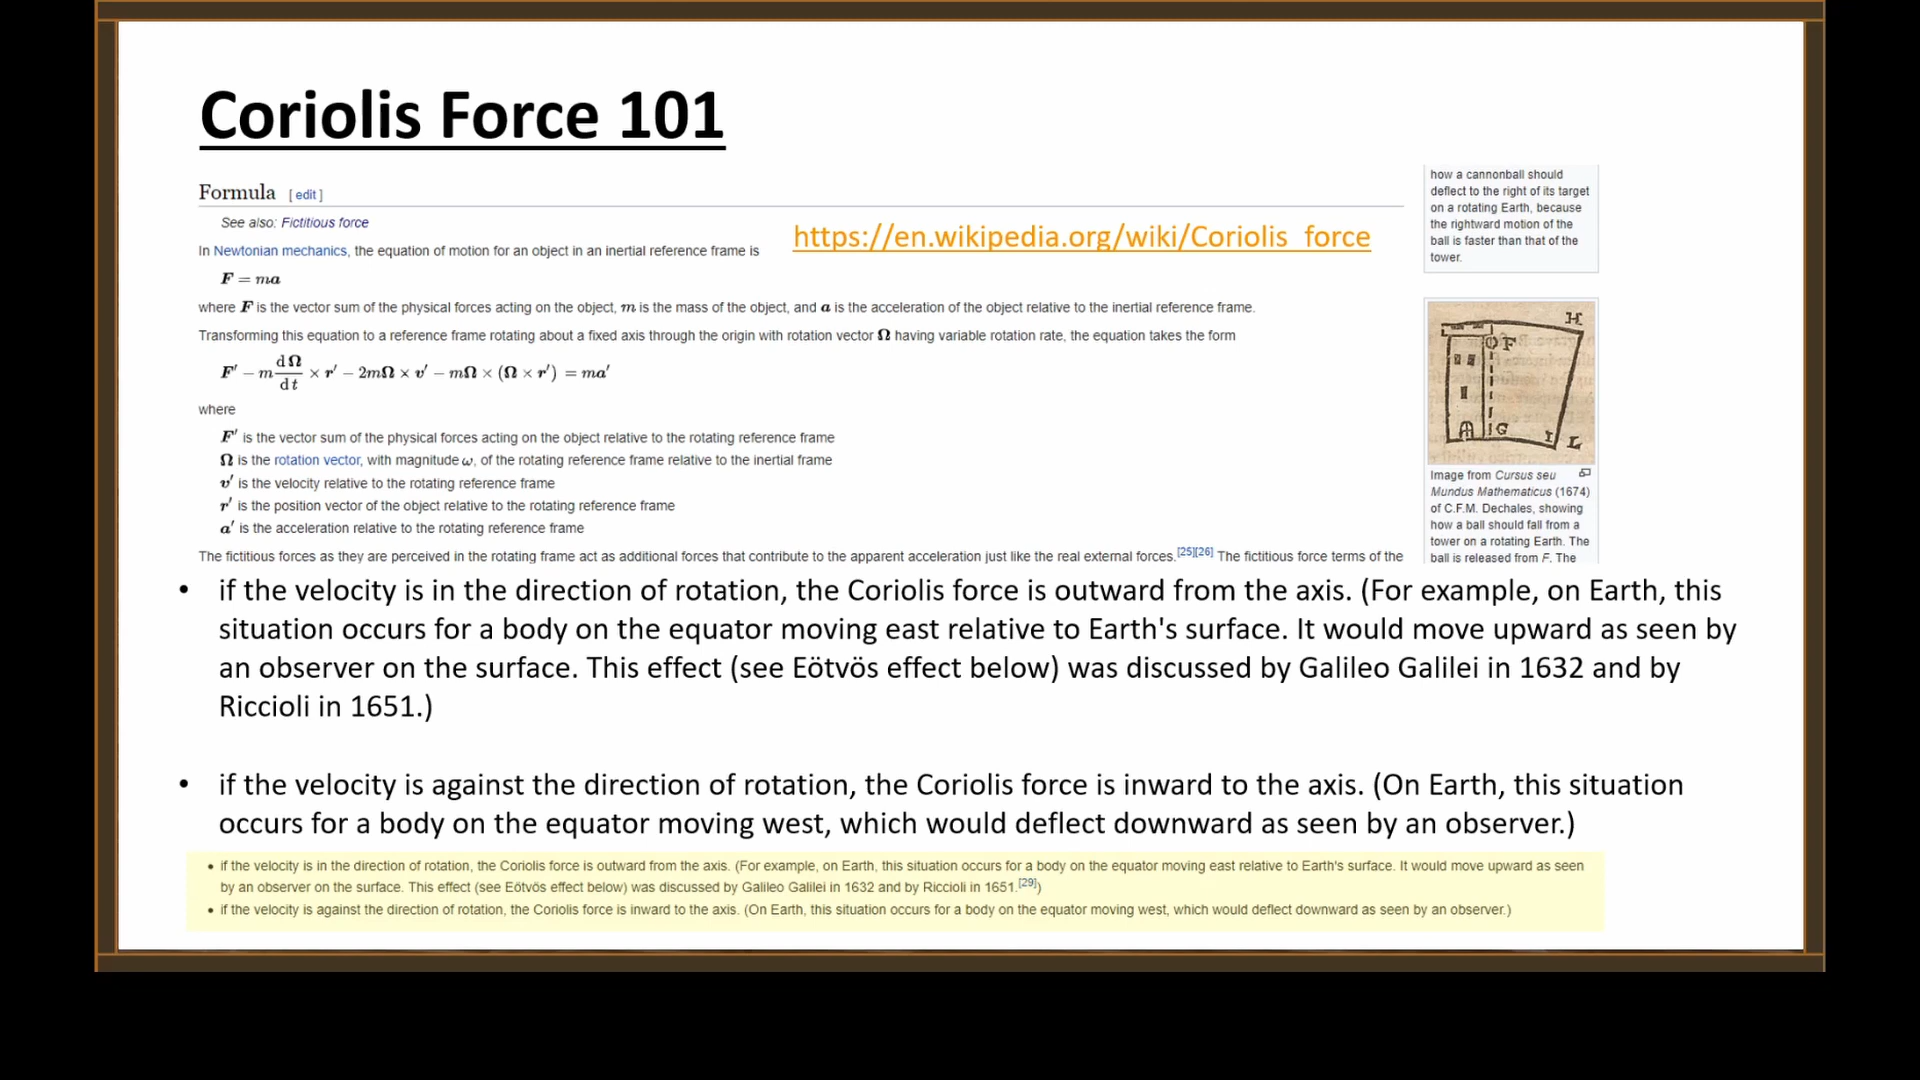 Coriolis Force 101
Formula [ edit ]
See also: Fictitious force
https://en.wikipedia.org/wiki/Coriolis_force
In Newtonian mechanics, the equation of motion for an object in an inertial reference frame is
F = ma
where F is the vector sum of the physical forces acting on the object, m is the mass of the object, and a is the acceleration of the object relative to the inertial reference frame.
Transforming this equation to a reference frame rotating about a fixed axis through the origin with rotation vector Ω having variable rotation rate, the equation takes the form
F′ − m dΩ/dt × r′ − 2mΩ × v′ − mΩ × (Ω × r′) = ma′
where
F′ is the vector sum of the physical forces acting on the object relative to the rotating reference frame
Ω is the rotation vector, with magnitude ω, of the rotating reference frame relative to the inertial frame
v′ is the velocity relative to the rotating reference frame
r′ is the position vector of the object relative to the rotating reference frame
a′ is the acceleration relative to the rotating reference frame
The fictitious forces as they are perceived in the rotating frame act as additional forces that contribute to the apparent acceleration just like the real external forces.[25][26] The fictitious force terms of the
how a cannonball should
deflect to the right of its target
on a rotating Earth, because
the rightward motion of the
ball is faster than that of the
tower.
H
F
G
I
L
Image from Cursus seu
Mundus Mathematicus (1674)
of C.F.M. Dechales, showing
how a ball should fall from a
tower on a rotating Earth. The
ball is released from F. The
• if the velocity is in the direction of rotation, the Coriolis force is outward from the axis. (For example, on Earth, this
situation occurs for a body on the equator moving east relative to Earth's surface. It would move upward as seen by
an observer on the surface. This effect (see Eötvös effect below) was discussed by Galileo Galilei in 1632 and by
Riccioli in 1651.)
• if the velocity is against the direction of rotation, the Coriolis force is inward to the axis. (On Earth, this situation
occurs for a body on the equator moving west, which would deflect downward as seen by an observer.)
• if the velocity is in the direction of rotation, the Coriolis force is outward from the axis. (For example, on Earth, this situation occurs for a body on the equator moving east relative to Earth's surface. It would move upward as seen
by an observer on the surface. This effect (see Eötvös effect below) was discussed by Galileo Galilei in 1632 and by Riccioli in 1651.[29])
• if the velocity is against the direction of rotation, the Coriolis force is inward to the axis. (On Earth, this situation occurs for a body on the equator moving west, which would deflect downward as seen by an observer.)